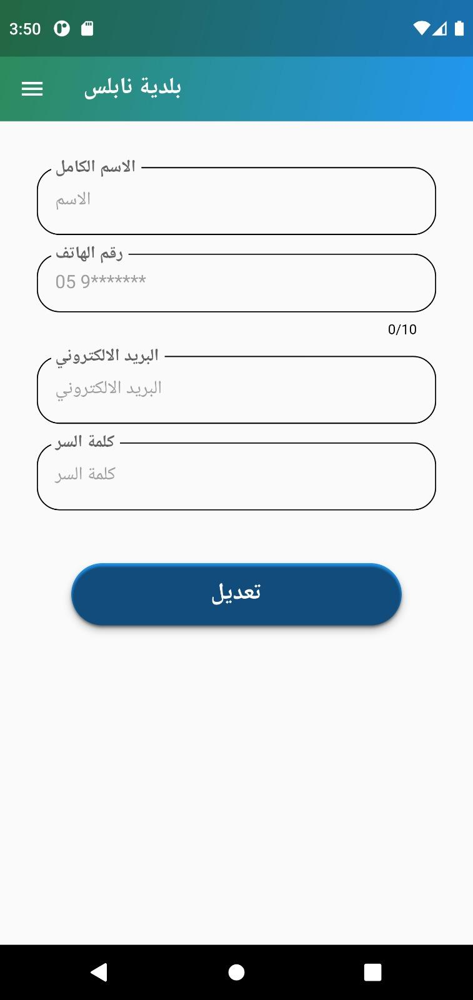 3:50
بلدية نابلس
الاسم الكامل
الاسم
رقم الهاتف
05 9*******
0/10
البريد الالكتروني
البريد الالكتروني
كلمة السر
كلمة السر
تعديل